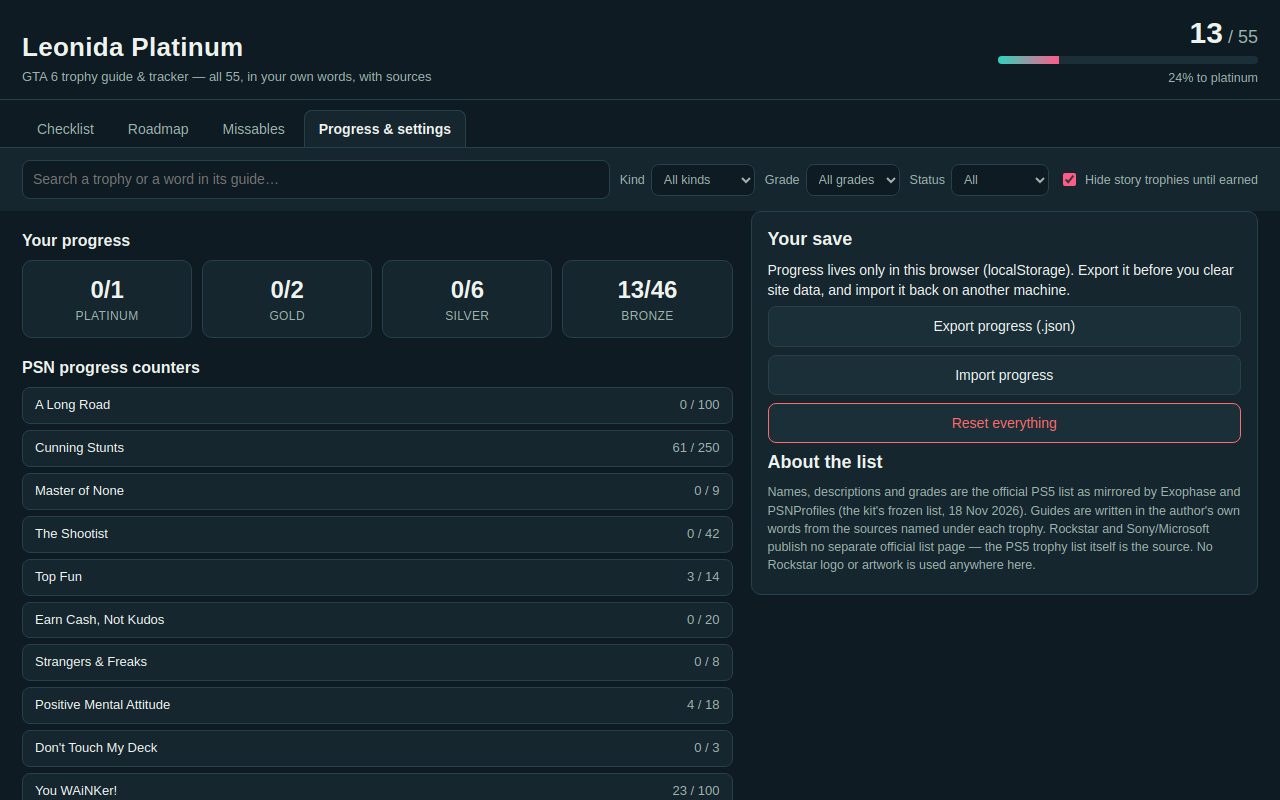 Leonida Platinum
GTA 6 trophy guide & tracker — all 55, in your own words, with sources
13 / 55
24% to platinum
Checklist
Roadmap
Missables
Progress & settings
Search a trophy or a word in its guide…
Kind
All kinds
Grade
All grades
Status
All
Hide story trophies until earned
Your progress
0/1
PLATINUM
0/2
GOLD
0/6
SILVER
13/46
BRONZE
PSN progress counters
A Long Road 0 / 100
Cunning Stunts 61 / 250
Master of None 0 / 9
The Shootist 0 / 42
Top Fun 3 / 14
Earn Cash, Not Kudos 0 / 20
Strangers & Freaks 0 / 8
Positive Mental Attitude 4 / 18
Don't Touch My Deck 0 / 3
You WAiNKer! 23 / 100
Your save
Progress lives only in this browser (localStorage). Export it before you clear
site data, and import it back on another machine.
Export progress (.json)
Import progress
Reset everything
About the list
Names, descriptions and grades are the official PS5 list as mirrored by Exophase and
PSNProfiles (the kit's frozen list, 18 Nov 2026). Guides are written in the author's own
words from the sources named under each trophy. Rockstar and Sony/Microsoft
publish no separate official list page — the PS5 trophy list itself is the source. No
Rockstar logo or artwork is used anywhere here.